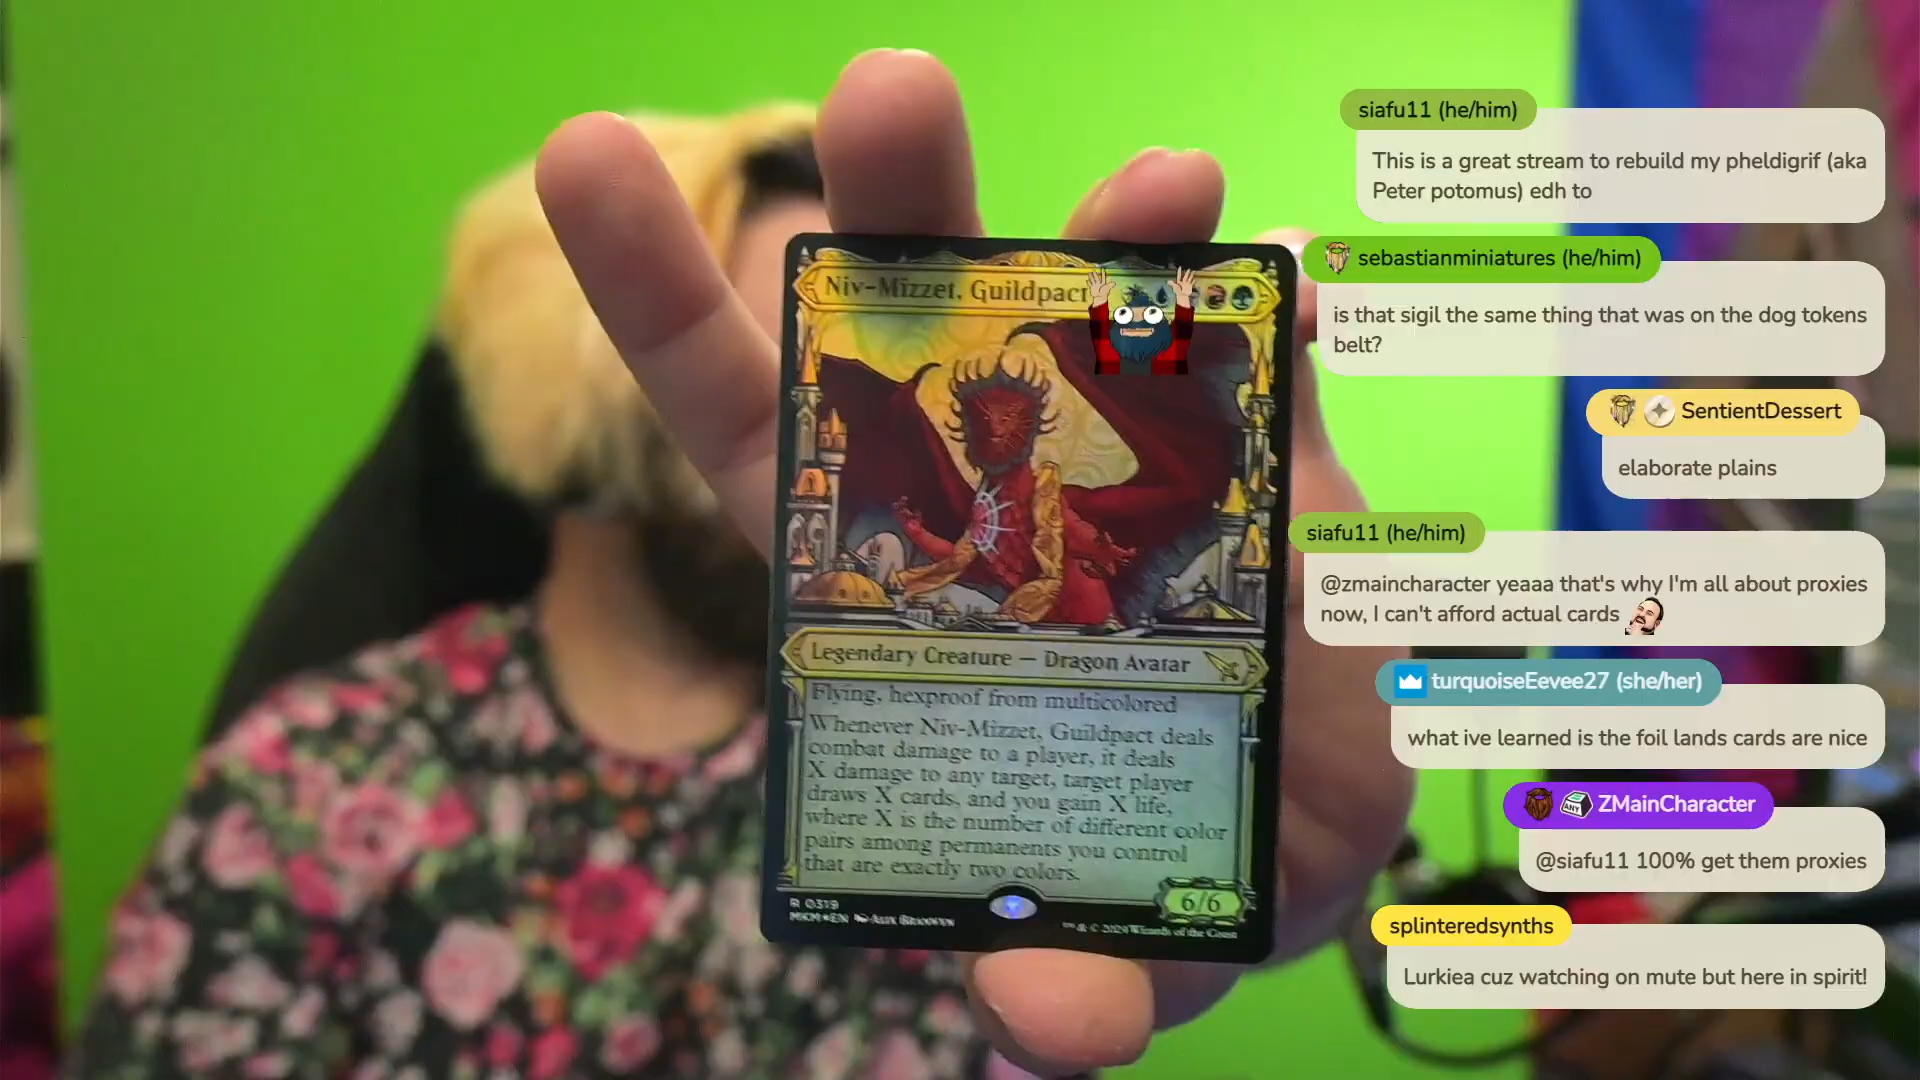 Niv-Mizzet, Guildpact
Legendary Creature — Dragon Avatar
Flying, hexproof from multicolored
Whenever Niv-Mizzet, Guildpact deals
combat damage to a player, it deals
X damage to any target, target player
draws X cards, and you gain X life,
where X is the number of different color
pairs among permanents you control
that are exactly two colors.
6/6
R 0319
MKM • EN
™ & © 2024 Wizards of the Coast
siafu11 (he/him)
This is a great stream to rebuild my pheldigrif (aka
Peter potomus) edh to
sebastianminiatures (he/him)
is that sigil the same thing that was on the dog tokens
belt?
SentientDessert
elaborate plains
siafu11 (he/him)
@zmaincharacter yeaaa that's why I'm all about proxies
now, I can't afford actual cards
turquoiseEevee27 (she/her)
what ive learned is the foil lands cards are nice
ANY ZMainCharacter
@siafu11 100% get them proxies
splinteredsynths
Lurkiea cuz watching on mute but here in spirit!